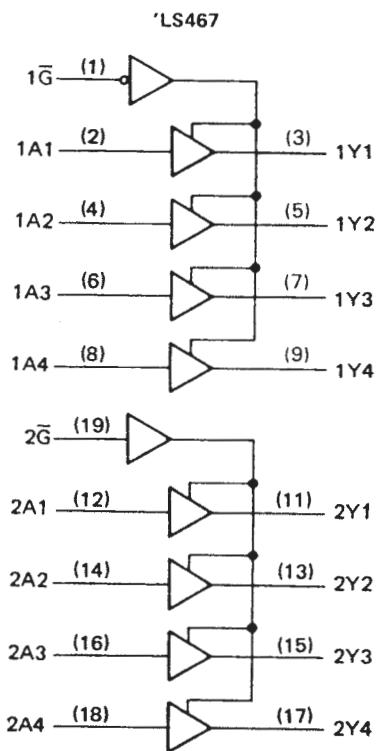 'LS467
1G̅ (1)
1A1 (2) (3) 1Y1
1A2 (4) (5) 1Y2
1A3 (6) (7) 1Y3
1A4 (8) (9) 1Y4
2G̅ (19)
2A1 (12) (11) 2Y1
2A2 (14) (13) 2Y2
2A3 (16) (15) 2Y3
2A4 (18) (17) 2Y4